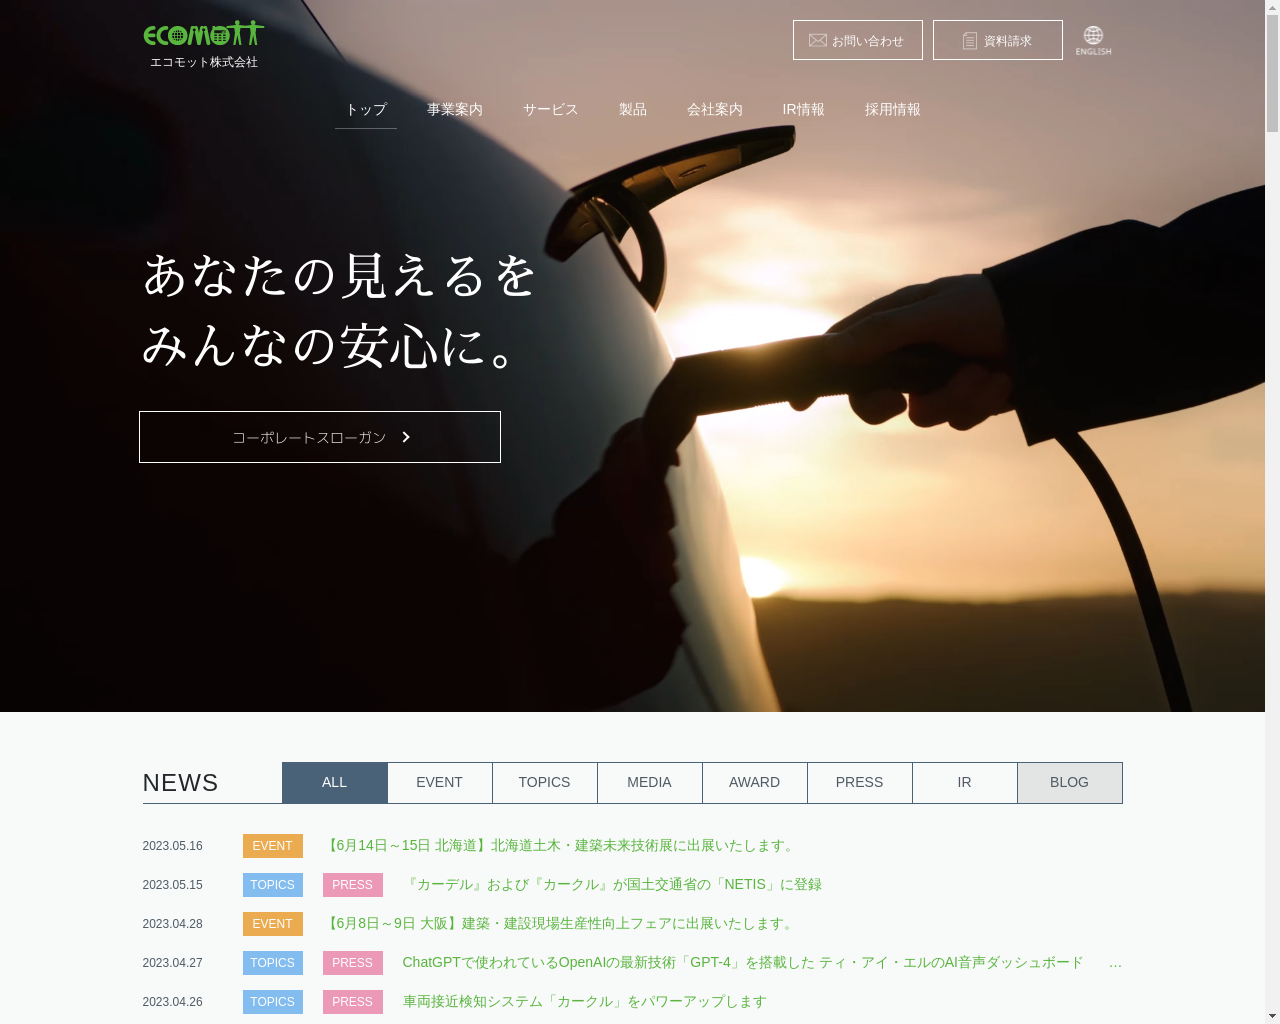 ecomott
エコモット株式会社
お問い合わせ
資料請求
ENGLISH
トップ 事業案内 サービス 製品 会社案内 IR情報 採用情報
あなたの見えるを
みんなの安心に。
コーポレートスローガン
NEWS ALL EVENT TOPICS MEDIA AWARD PRESS IR BLOG
2023.05.16 EVENT 【6月14日～15日 北海道】北海道土木・建築未来技術展に出展いたします。
2023.05.15 TOPICS PRESS 『カーデル』および『カークル』が国土交通省の「NETIS」に登録
2023.04.28 EVENT 【6月8日～9日 大阪】建築・建設現場生産性向上フェアに出展いたします。
2023.04.27 TOPICS PRESS ChatGPTで使われているOpenAIの最新技術「GPT-4」を搭載した ティ・アイ・エルのAI音声ダッシュボード …
2023.04.26 TOPICS PRESS 車両接近検知システム「カークル」をパワーアップします